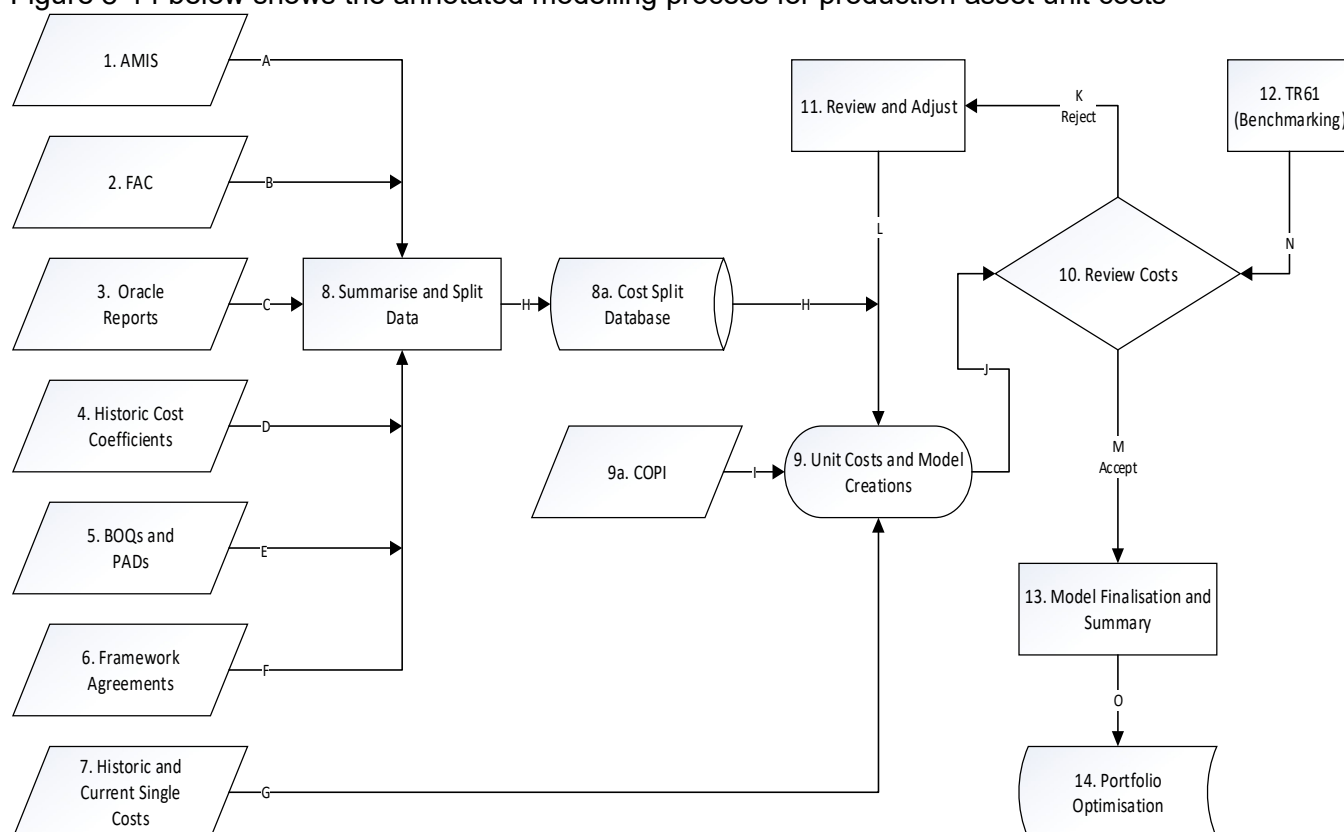 Figure 3-11 below shows the annotated modelling process for production asset unit costs
1. AMIS
A
2. FAC
B
3. Oracle
Reports
C
4. Historic Cost
Coefficients
D
5. BOQs and
PADs
E
6. Framework
Agreements
F
7. Historic and
Current Single
Costs
G
8. Summarise and Split
Data
H
8a. Cost Split
Database
H
9a. COPI
I
9. Unit Costs and Model
Creations
J
10. Review Costs
K
Reject
11. Review and Adjust
L
12. TR61
(Benchmarking)
N
M
Accept
13. Model Finalisation and
Summary
O
14. Portfolio
Optimisation